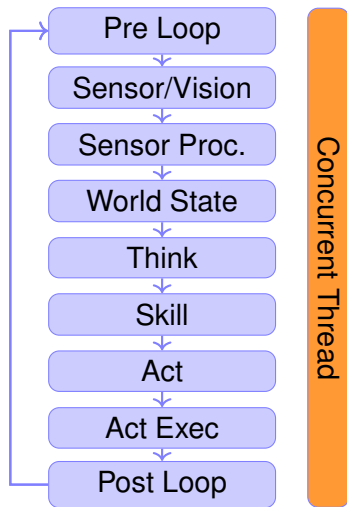 Pre Loop
Sensor/Vision
Sensor Proc.
World State
Think
Skill
Act
Act Exec
Post Loop
Concurrent Thread